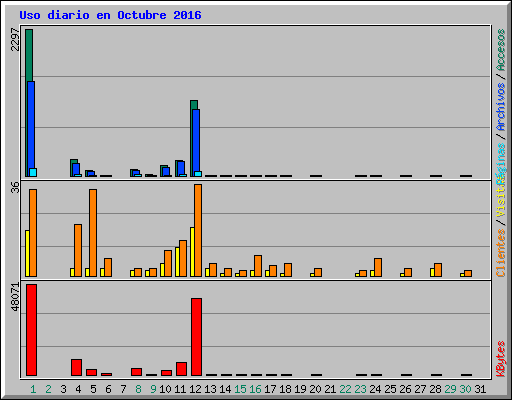 Uso diario en Octubre 2016
2297
36
48071
Accesos / Archivos / Páginas
Visitas / Clientes
KBytes
1 2 3 4 5 6 7 8 9 10 11 12 13 14 15 16 17 18 19 20 21 22 23 24 25 26 27 28 29 30 31